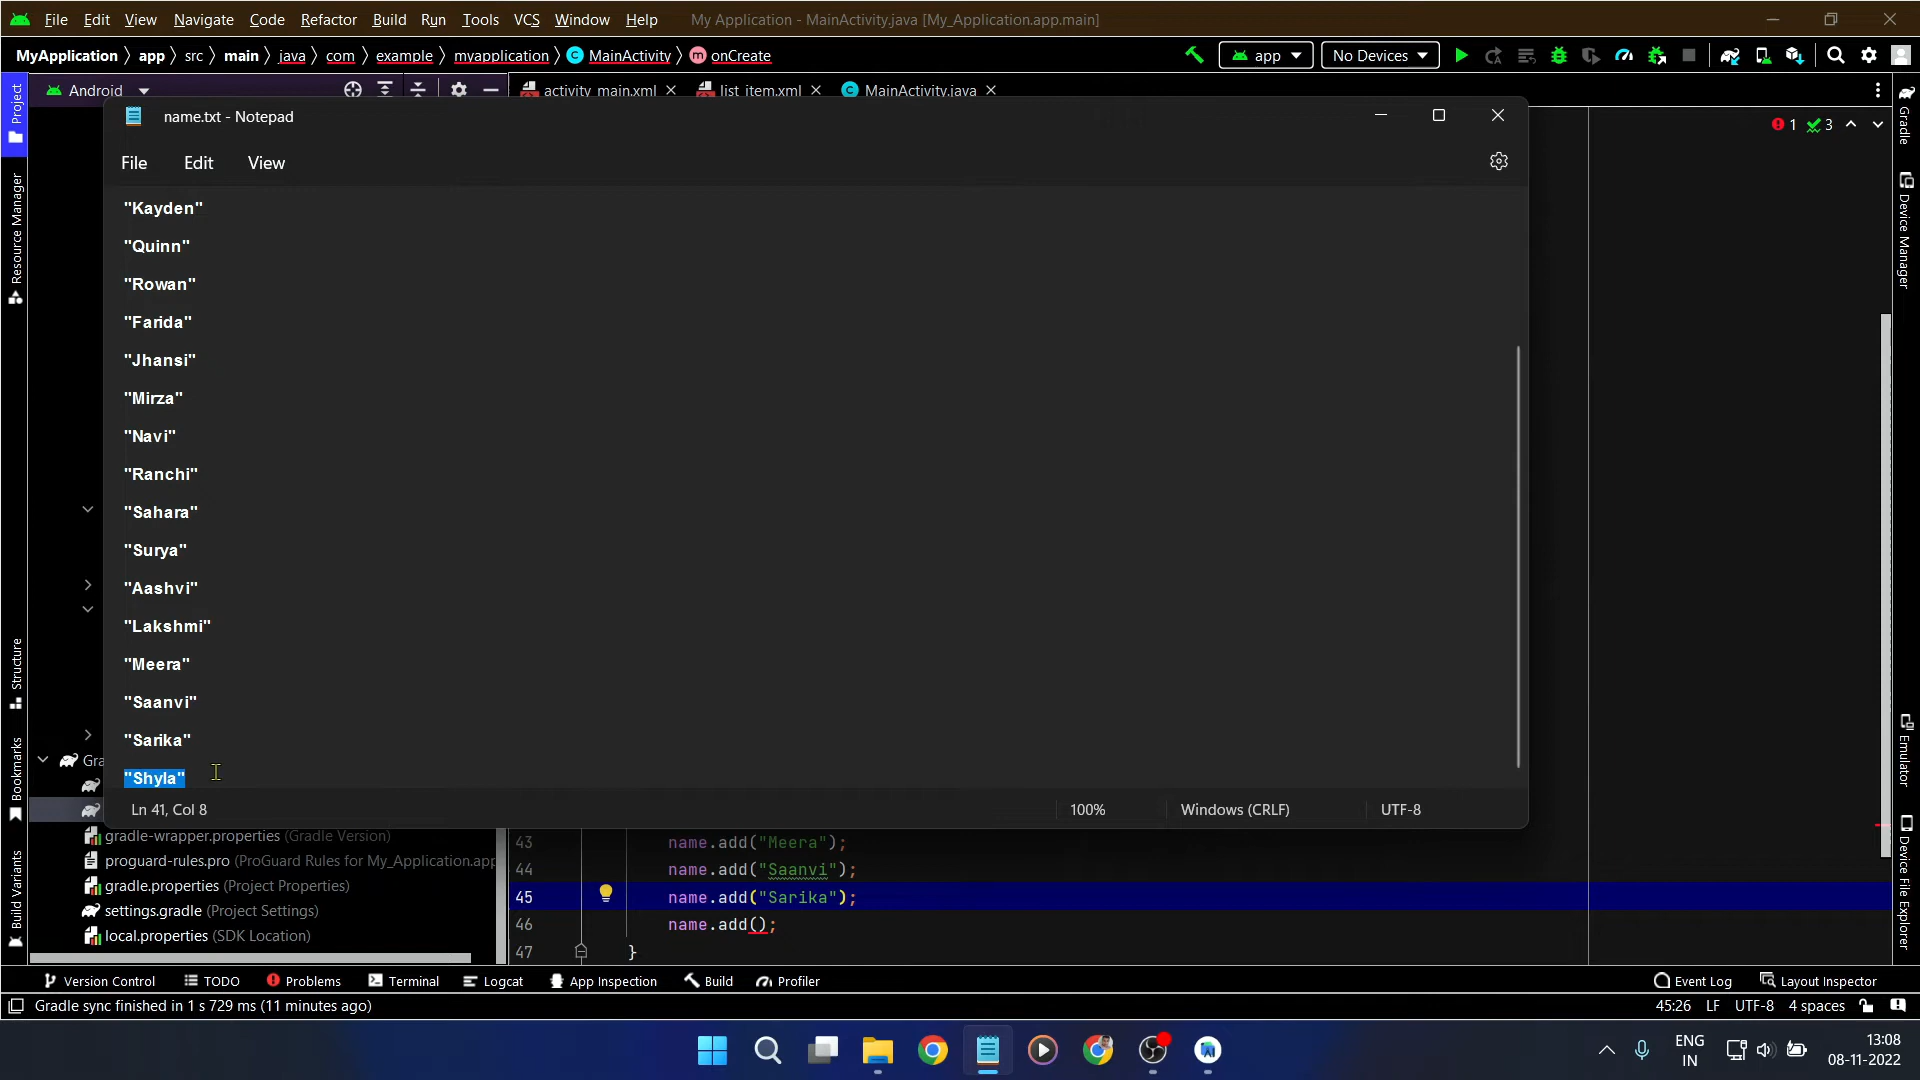 File Edit View Navigate Code Refactor Build Run Tools VCS Window Help My Application - MainActivity.java [My_Application.app.main]
MyApplication app src main java com example myapplication C MainActivity m onCreate app No Devices
Project
Android
activity_main.xml
list_item.xml
C MainActivity.java
Gradle
name.txt - Notepad
1 3
File Edit View
Resource Manager
Device Manager
"Kayden"
"Quinn"
"Rowan"
"Farida"
"Jhansi"
"Mirza"
"Navi"
"Ranchi"
"Sahara"
"Surya"
"Aashvi"
"Lakshmi"
"Meera"
"Saanvi"
"Sarika"
"Shyla"
Ln 41, Col 8 100% Windows (CRLF) UTF-8
Structure
Bookmarks
Build Variants
Emulator
Device File Explorer
Gra
gradle-wrapper.properties (Gradle Version)
proguard-rules.pro (ProGuard Rules for My_Application.app
gradle.properties (Project Properties)
settings.gradle (Project Settings)
local.properties (SDK Location)
43 name.add("Meera");
44 name.add("Saanvi");
45 name.add("Sarika");
46 name.add();
47 }
Version Control TODO Problems Terminal Logcat App Inspection Build Profiler Event Log Layout Inspector
Gradle sync finished in 1 s 729 ms (11 minutes ago) 45:26 LF UTF-8 4 spaces
ENG
IN
13:08
08-11-2022